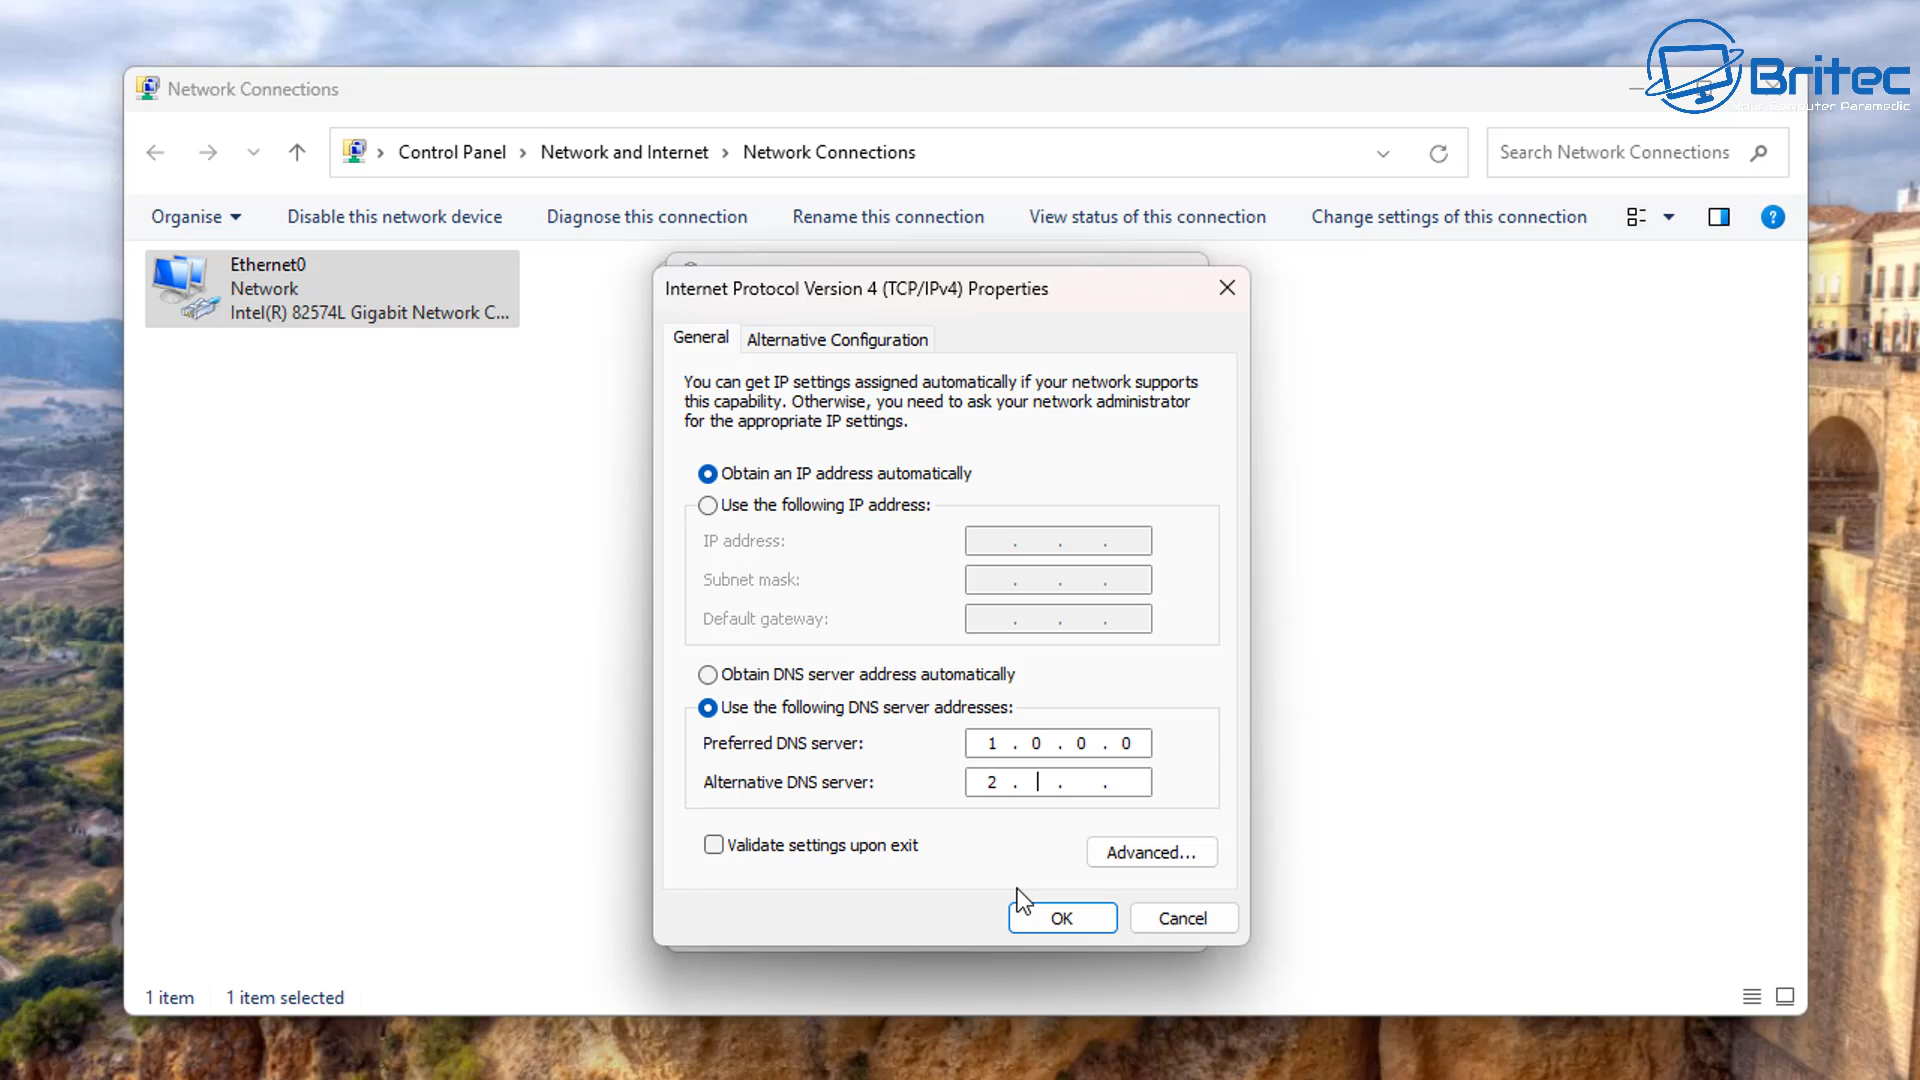 Britec
Your Computer Paramedic
Network Connections
Control Panel > Network and Internet > Network Connections
Search Network Connections
Organise
Disable this network device
Diagnose this connection
Rename this connection
View status of this connection
Change settings of this connection
?
Ethernet0
Network
Intel(R) 82574L Gigabit Network C...
Internet Protocol Version 4 (TCP/IPv4) Properties
General
Alternative Configuration
You can get IP settings assigned automatically if your network supports
this capability. Otherwise, you need to ask your network administrator
for the appropriate IP settings.
Obtain an IP address automatically
Use the following IP address:
IP address: . . .
Subnet mask: . . .
Default gateway: . . .
Obtain DNS server address automatically
Use the following DNS server addresses:
Preferred DNS server: 1 . 0 . 0 . 0
Alternative DNS server: 2 . . .
Validate settings upon exit
Advanced...
OK
Cancel
1 item
1 item selected